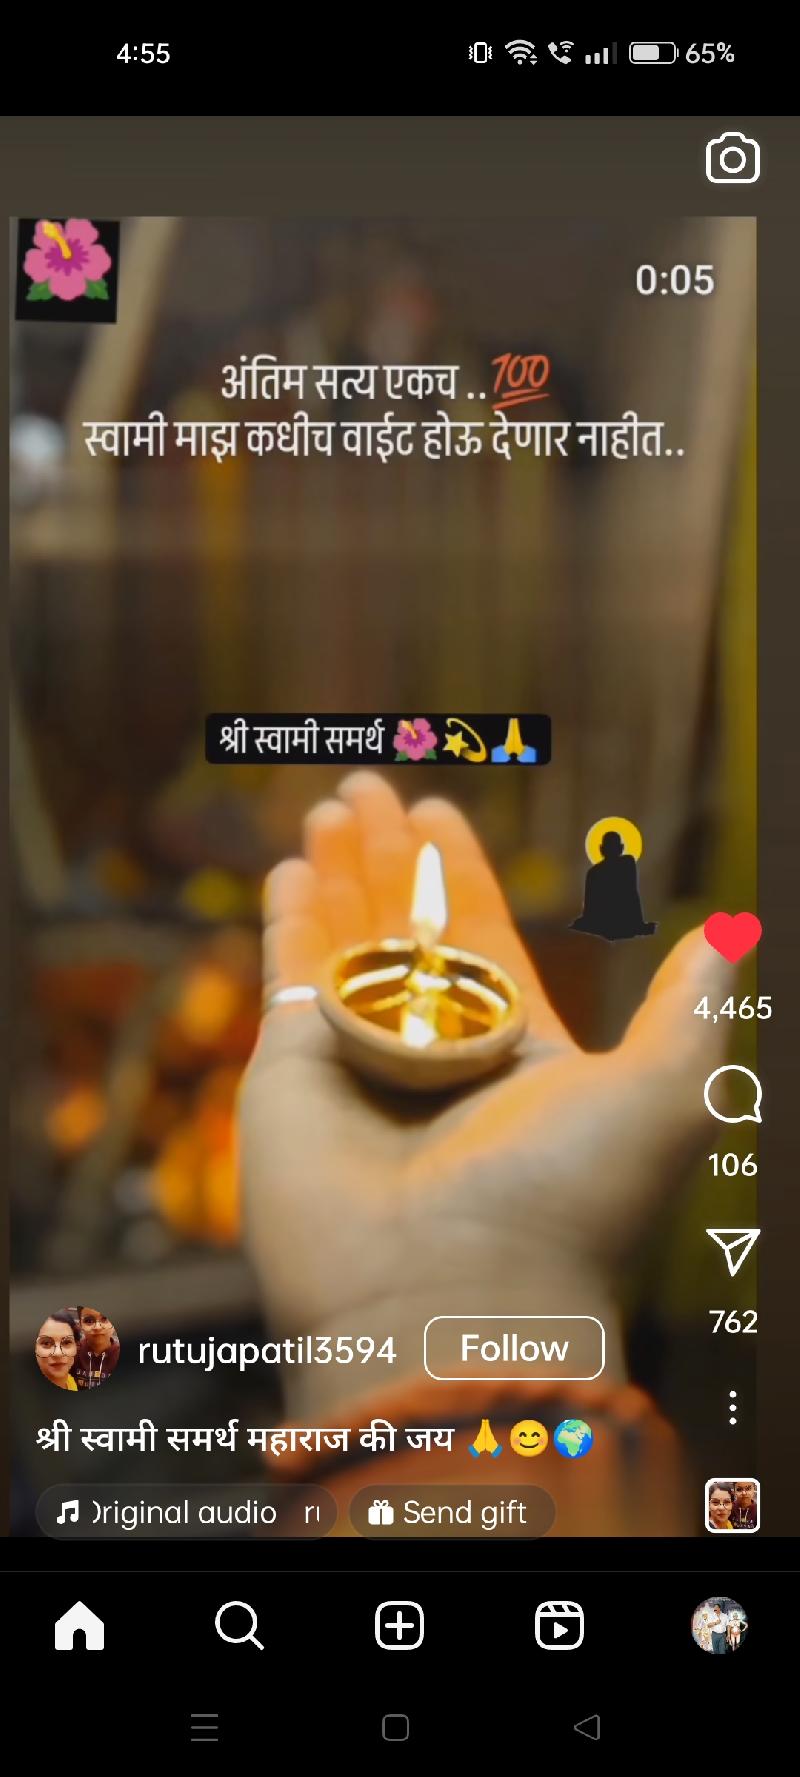 4:55 65%
0:05
अंतिम सत्य एकच ..💯
स्वामी माझ कधीच वाईट होऊ देणार नाहीत..
श्री स्वामी समर्थ 🌺💫🙏
4,465
106
762
rutujapatil3594 Follow
श्री स्वामी समर्थ महाराज की जय 🙏😊🌍
Original audio Send gift